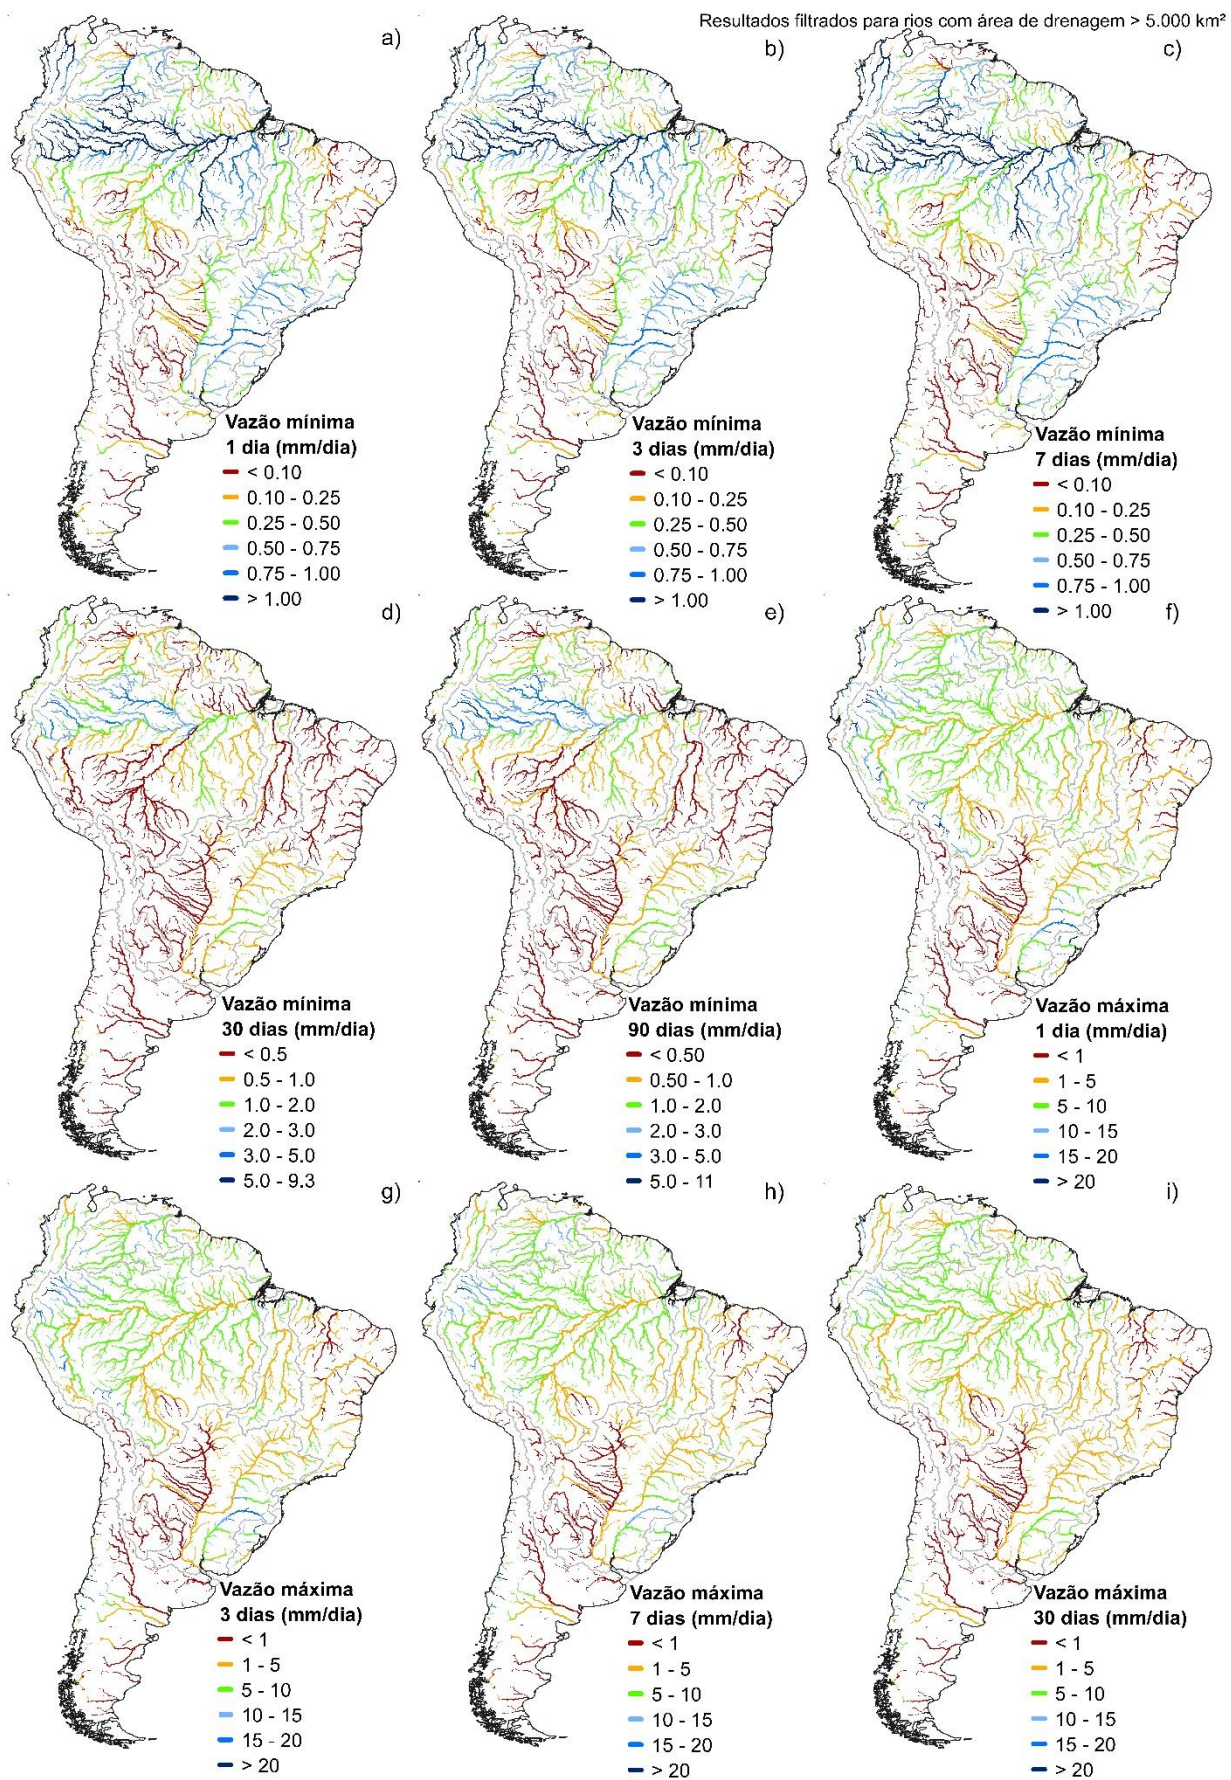 Resultados filtrados para rios com área de drenagem > 5.000 km²
a)
b)
c)
Vazão mínima
1 dia (mm/dia)
< 0.10
0.10 - 0.25
0.25 - 0.50
0.50 - 0.75
0.75 - 1.00
> 1.00
Vazão mínima
3 dias (mm/dia)
< 0.10
0.10 - 0.25
0.25 - 0.50
0.50 - 0.75
0.75 - 1.00
> 1.00
Vazão mínima
7 dias (mm/dia)
< 0.10
0.10 - 0.25
0.25 - 0.50
0.50 - 0.75
0.75 - 1.00
> 1.00
d)
e)
f)
Vazão mínima
30 dias (mm/dia)
< 0.5
0.5 - 1.0
1.0 - 2.0
2.0 - 3.0
3.0 - 5.0
5.0 - 9.3
Vazão mínima
90 dias (mm/dia)
< 0.50
0.50 - 1.0
1.0 - 2.0
2.0 - 3.0
3.0 - 5.0
5.0 - 11
Vazão máxima
1 dia (mm/dia)
< 1
1 - 5
5 - 10
10 - 15
15 - 20
> 20
g)
h)
i)
Vazão máxima
3 dias (mm/dia)
< 1
1 - 5
5 - 10
10 - 15
15 - 20
> 20
Vazão máxima
7 dias (mm/dia)
< 1
1 - 5
5 - 10
10 - 15
15 - 20
> 20
Vazão máxima
30 dias (mm/dia)
< 1
1 - 5
5 - 10
10 - 15
15 - 20
> 20